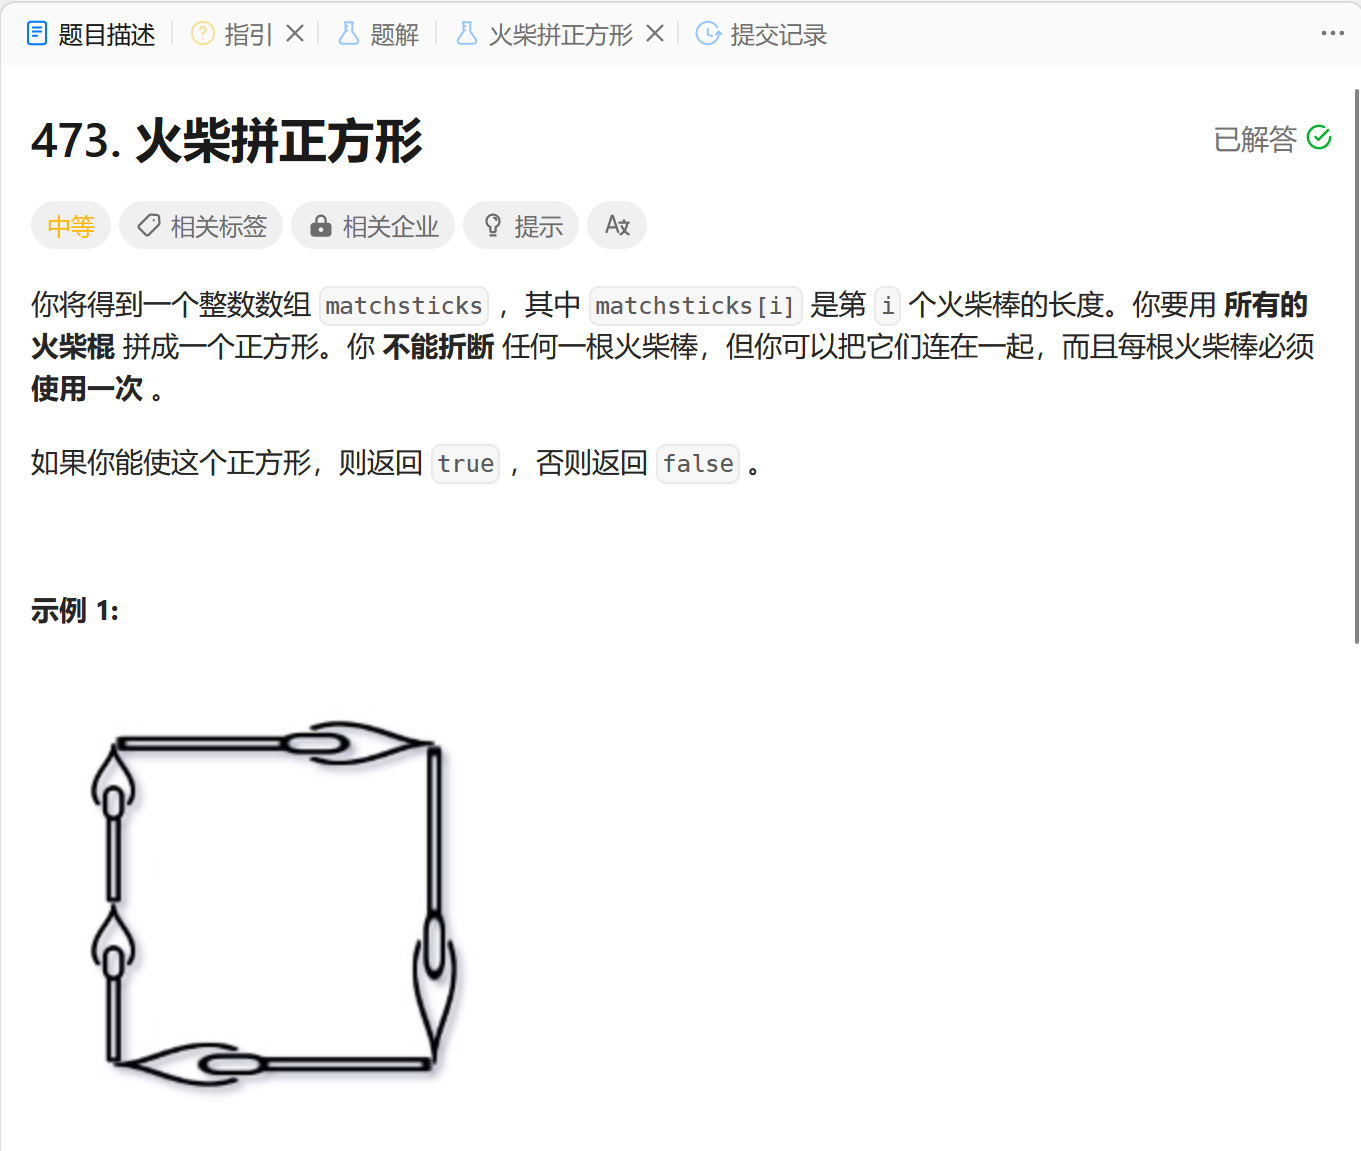 题目描述 指引 题解 火柴拼正方形 提交记录
473. 火柴拼正方形
已解答
中等 相关标签 相关企业 提示
你将得到一个整数数组 matchsticks ，其中 matchsticks[i] 是第 i 个火柴棒的长度。你要用 所有的
火柴棍 拼成一个正方形。你 不能折断 任何一根火柴棒，但你可以把它们连在一起，而且每根火柴棒必须
使用一次 。
如果你能使这个正方形，则返回 true ，否则返回 false 。
示例 1: